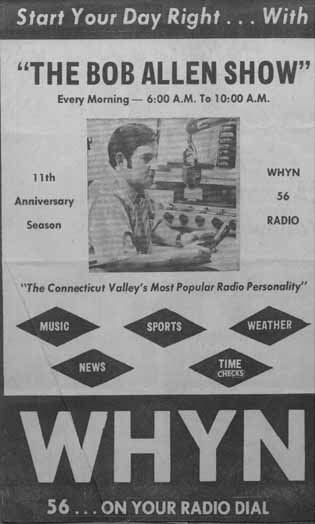 Start Your Day Right . . . With
"THE BOB ALLEN SHOW"
Every Morning — 6:00 A.M. To 10:00 A.M.
11th
Anniversary
Season
WHYN
56
RADIO
"The Connecticut Valley's Most Popular Radio Personality"
MUSIC
SPORTS
WEATHER
NEWS
TIME
CHECKS
WHYN
56 . . . ON YOUR RADIO DIAL